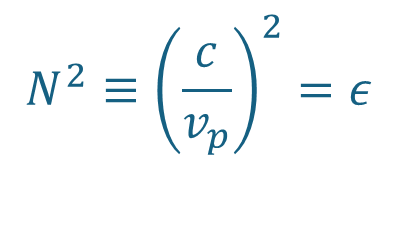 N² ≡ (c/v_p)² = ϵ